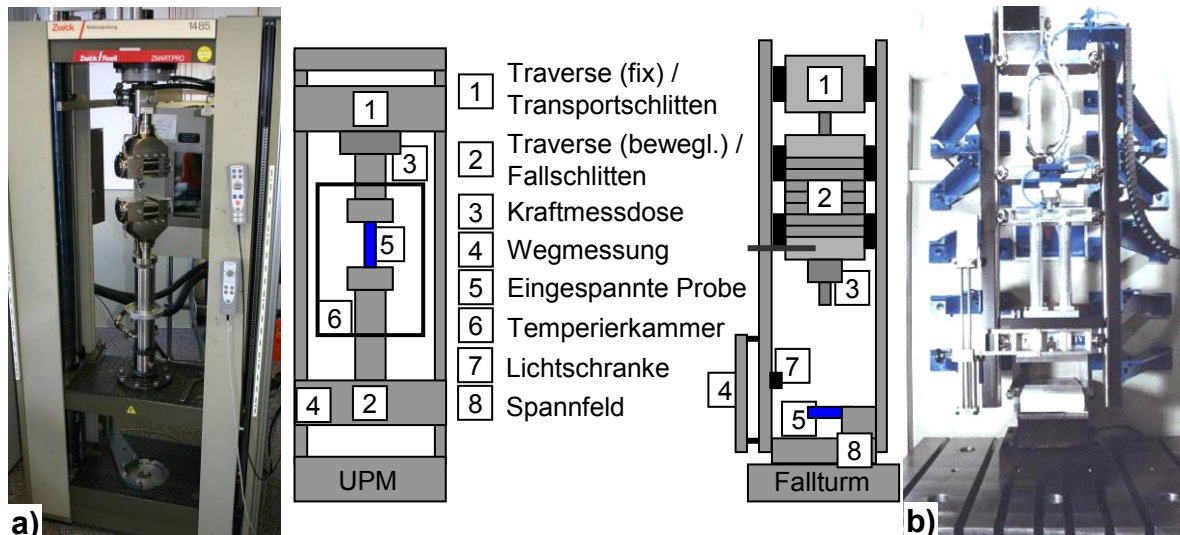 Zwick
Materialprüfung
1485
Zwick / Roell
ZMART.PRO
a)
1
3
5
6
4
2
UPM
1 Traverse (fix) /
Transportschlitten
2 Traverse (bewegl.) /
Fallschlitten
3 Kraftmessdose
4 Wegmessung
5 Eingespannte Probe
6 Temperierkammer
7 Lichtschranke
8 Spannfeld
1
2
3
7
4
5
8
Fallturm
b)